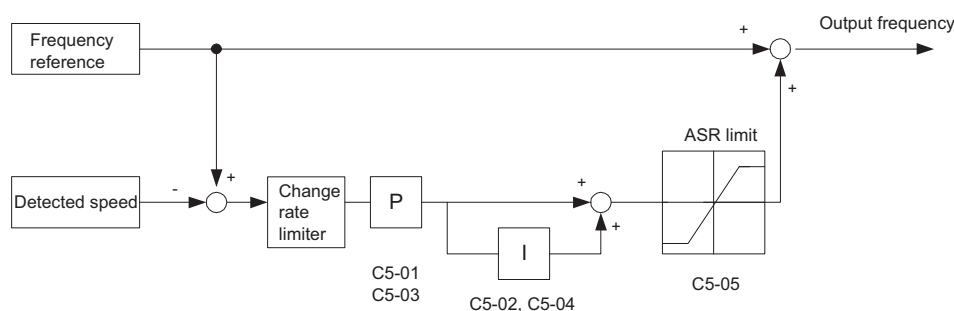 Frequency
reference
+
Output frequency
+
ASR limit
Detected speed
-
+
Change
rate
limiter
P
+
+
I
C5-01
C5-03
C5-02, C5-04
C5-05